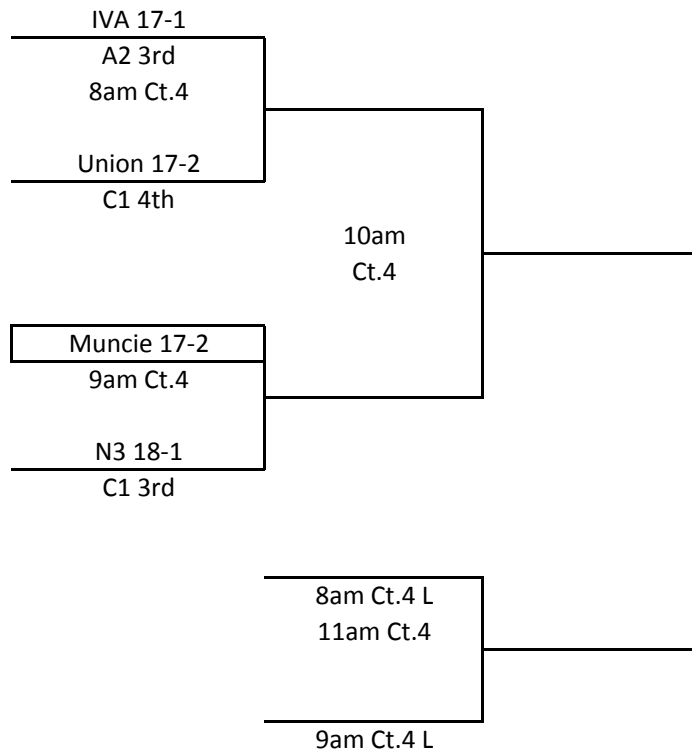 IVA 17-1
A2 3rd
8am Ct.4
Union 17-2
C1 4th
10am
Ct.4
Muncie 17-2
9am Ct.4
N3 18-1
C1 3rd
8am Ct.4 L
11am Ct.4
9am Ct.4 L